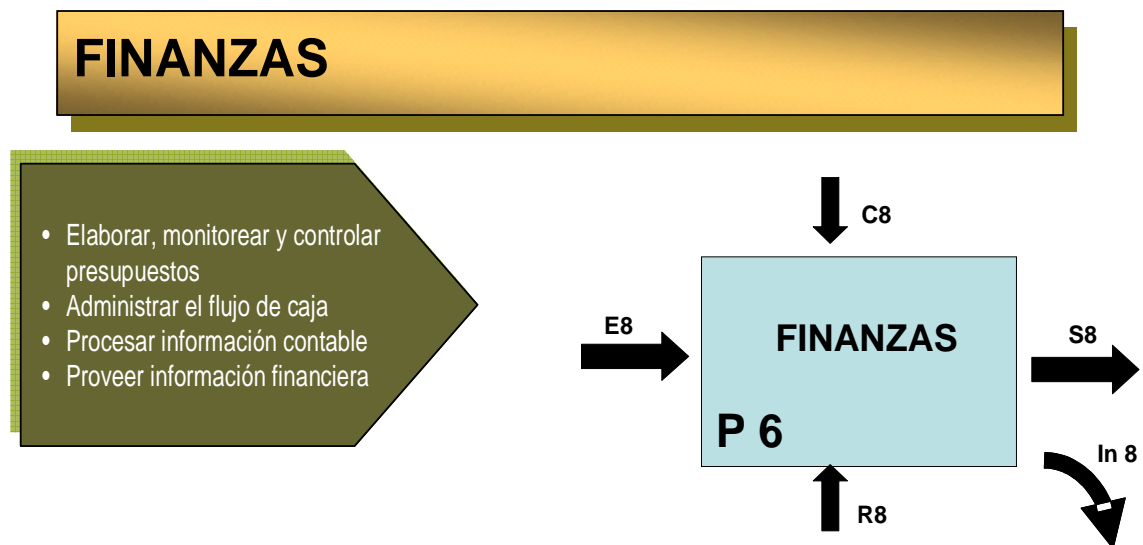 FINANZAS
• Elaborar, monitorear y controlar
presupuestos
• Administrar el flujo de caja
• Procesar información contable
• Proveer información financiera
C8
E8
FINANZAS
S8
P 6
In 8
R8